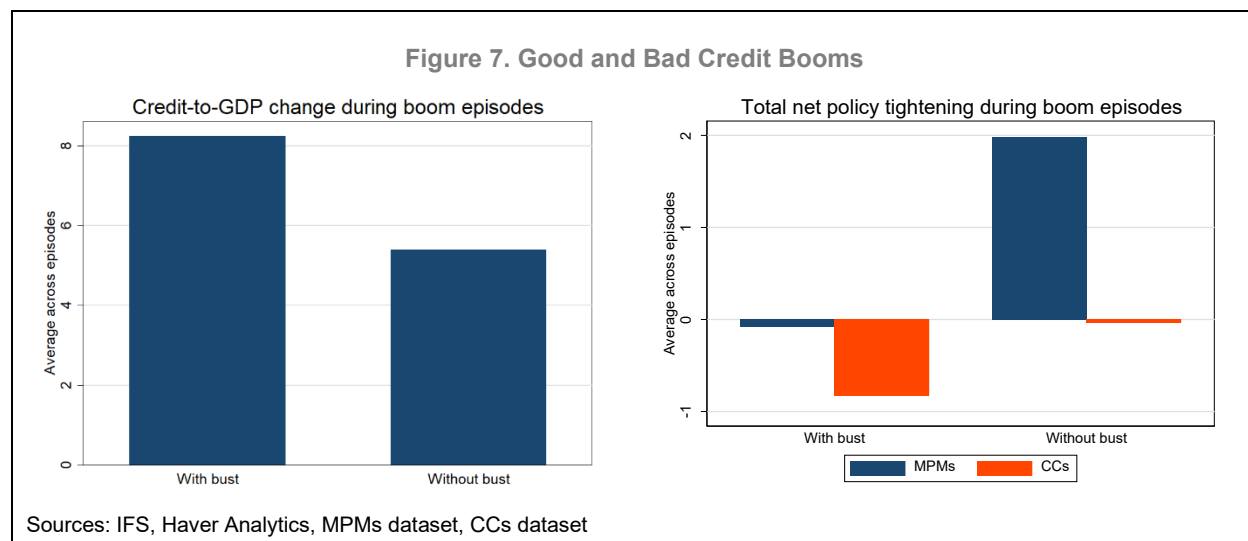 Figure 7. Good and Bad Credit Booms
Credit-to-GDP change during boom episodes
Average across episodes
8
6
4
2
0
With bust
Without bust
Total net policy tightening during boom episodes
Average across episodes
2
1
0
-1
With bust
Without bust
MPMs
CCs
Sources: IFS, Haver Analytics, MPMs dataset, CCs dataset